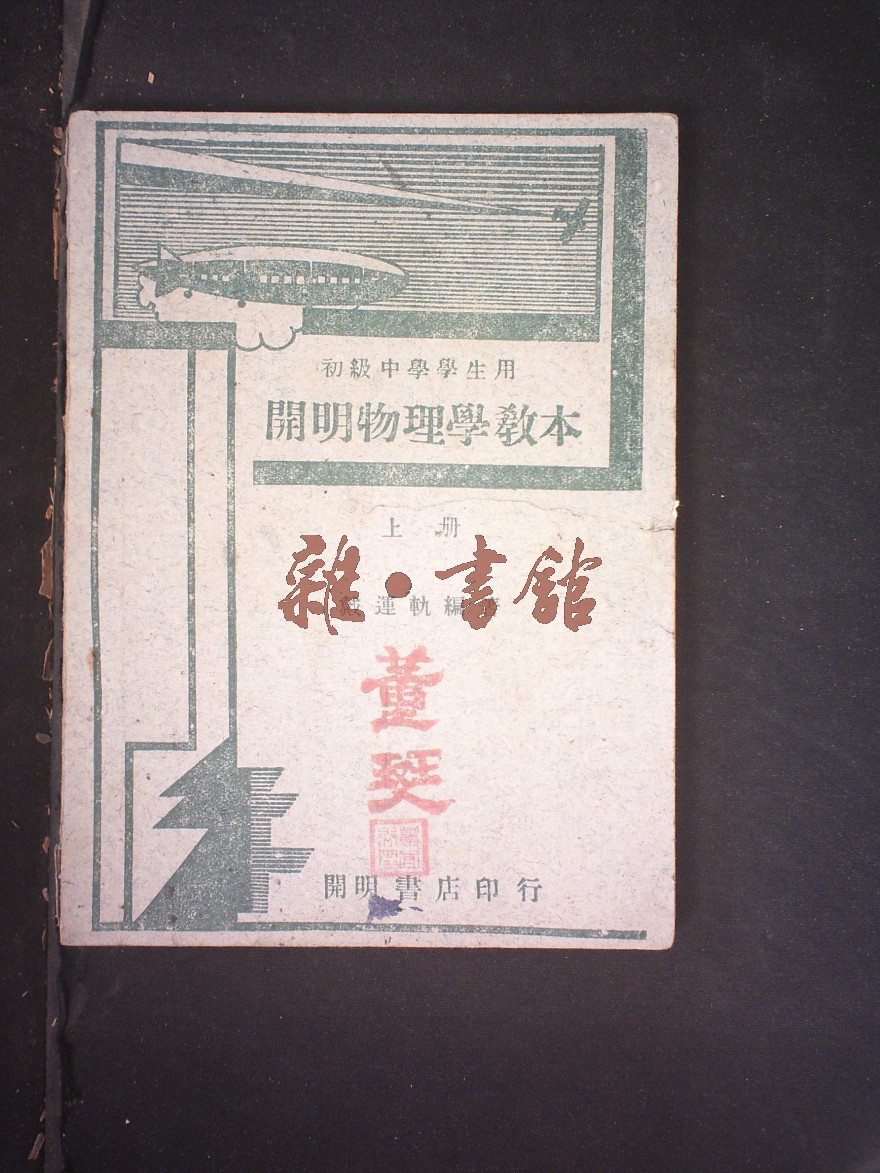 初級中學學生用
開明物理學教本
上册
雜·書館
運軌編
董
開明書店印行